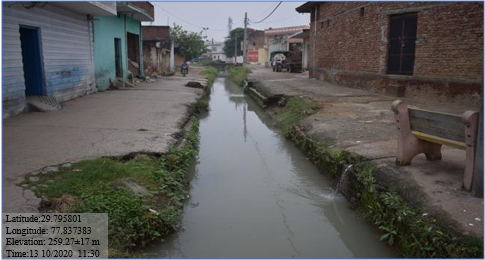 Latitude:29.795801
Longitude: 77.837383
Elevation: 259.27±17 m
Time:13 10/2020 11:30